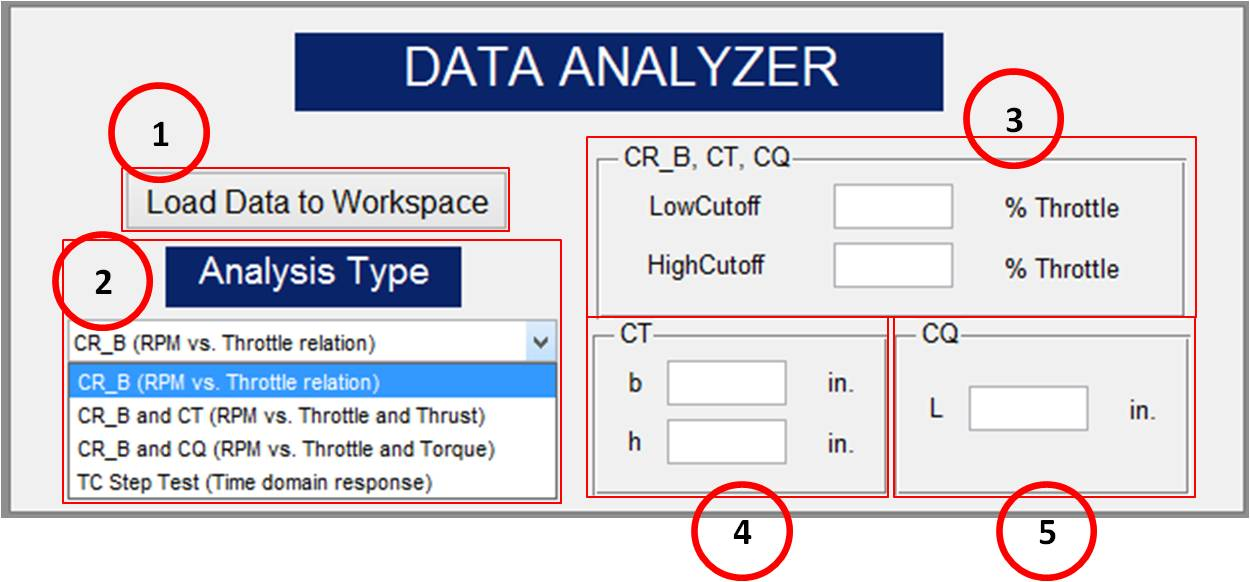 DATA ANALYZER
1
Load Data to Workspace
2
Analysis Type
CR_B (RPM vs. Throttle relation)
CR_B (RPM vs. Throttle relation)
CR_B and CT (RPM vs. Throttle and Thrust)
CR_B and CQ (RPM vs. Throttle and Torque)
TC Step Test (Time domain response)
3
CR_B, CT, CQ
LowCutoff % Throttle
HighCutoff % Throttle
CT
b in.
h in.
4
CQ
L in.
5